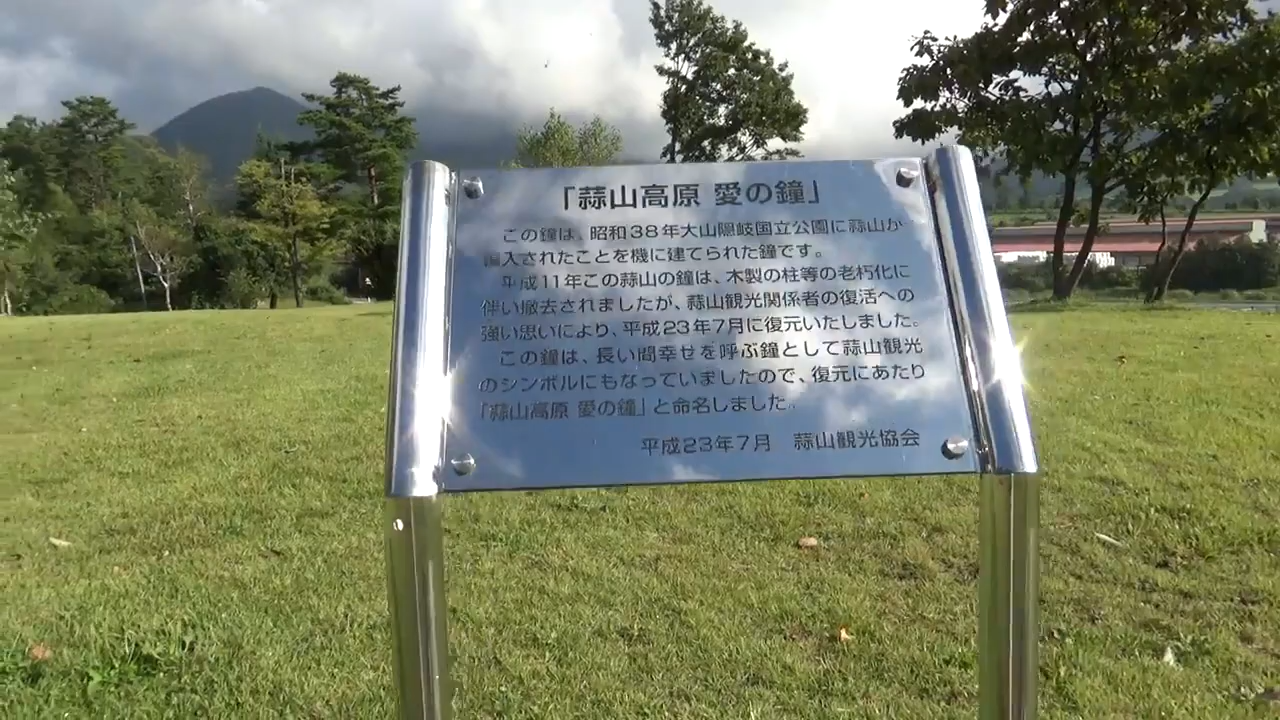 「蒜山高原 愛の鐘」
この鐘は、昭和38年大山隠岐国立公園に蒜山が
編入されたことを機に建てられた鐘です。
平成11年この蒜山の鐘は、木製の柱等の老朽化に
伴い撤去されましたが、蒜山観光関係者の復活への
強い思いにより、平成23年7月に復元いたしました。
この鐘は、長い間幸せを呼ぶ鐘として蒜山観光
のシンボルにもなっていましたので、復元にあたり
「蒜山高原 愛の鐘」と命名しました。
平成23年7月 蒜山観光協会